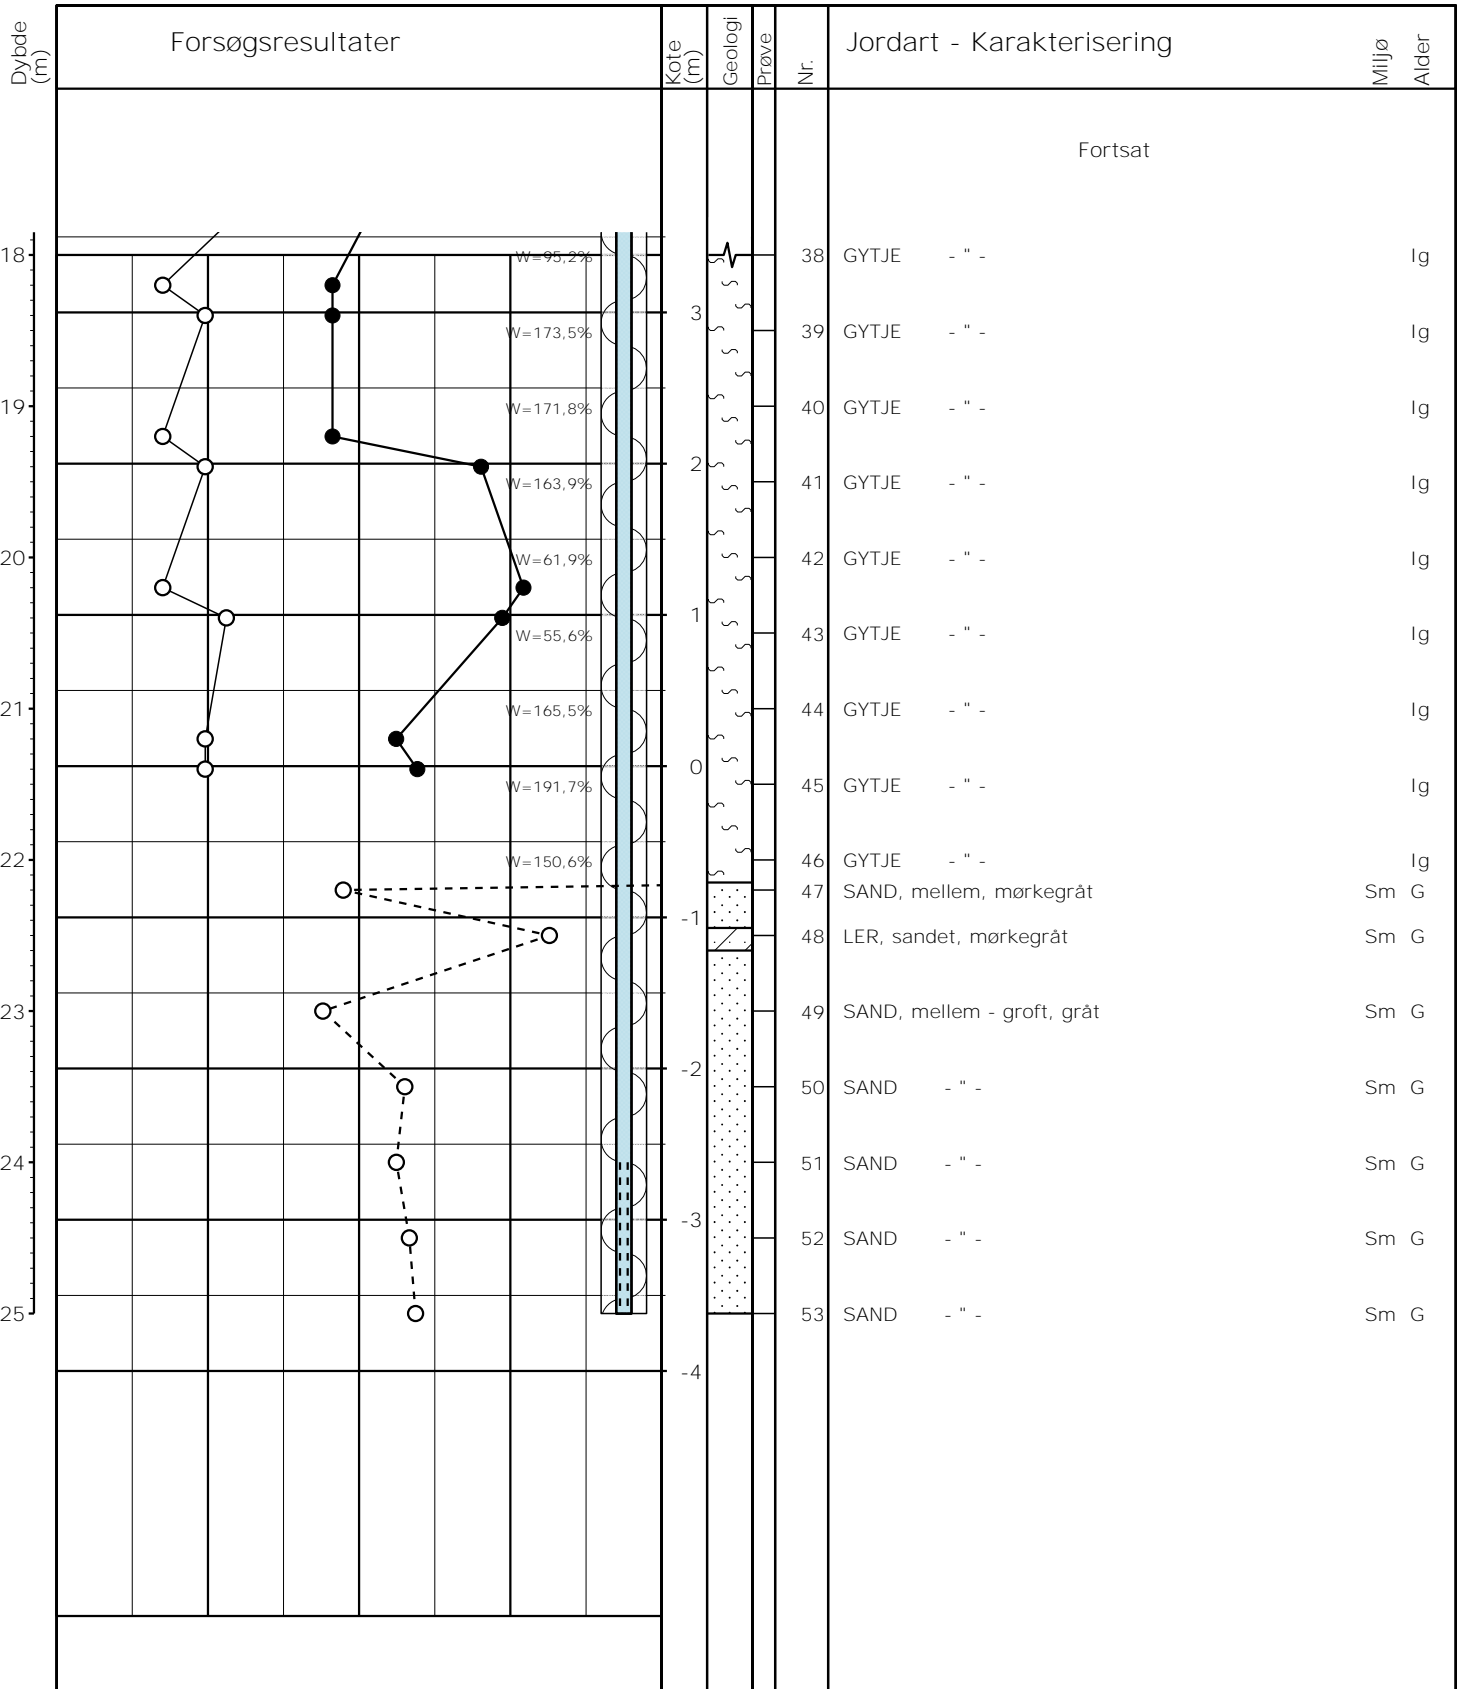 Dybde (m) Forsøgsresultater Kote (m) Geologi Prøve Nr. Jordart - Karakterisering Miljø Alder
Fortsat
18 W=95,2% 38 GYTJE - " - Ig
3
W=173,5% 39 GYTJE - " - Ig
19 W=171,8% 40 GYTJE - " - Ig
2
W=163,9% 41 GYTJE - " - Ig
20 W=61,9% 42 GYTJE - " - Ig
1
W=55,6% 43 GYTJE - " - Ig
21 W=165,5% 44 GYTJE - " - Ig
0
W=191,7% 45 GYTJE - " - Ig
22 W=150,6% 46 GYTJE - " - Ig
47 SAND, mellem, mørkegråt Sm G
-1
48 LER, sandet, mørkegråt Sm G
23 49 SAND, mellem - groft, gråt Sm G
-2
50 SAND - " - Sm G
24 51 SAND - " - Sm G
-3
52 SAND - " - Sm G
25 53 SAND - " - Sm G
-4